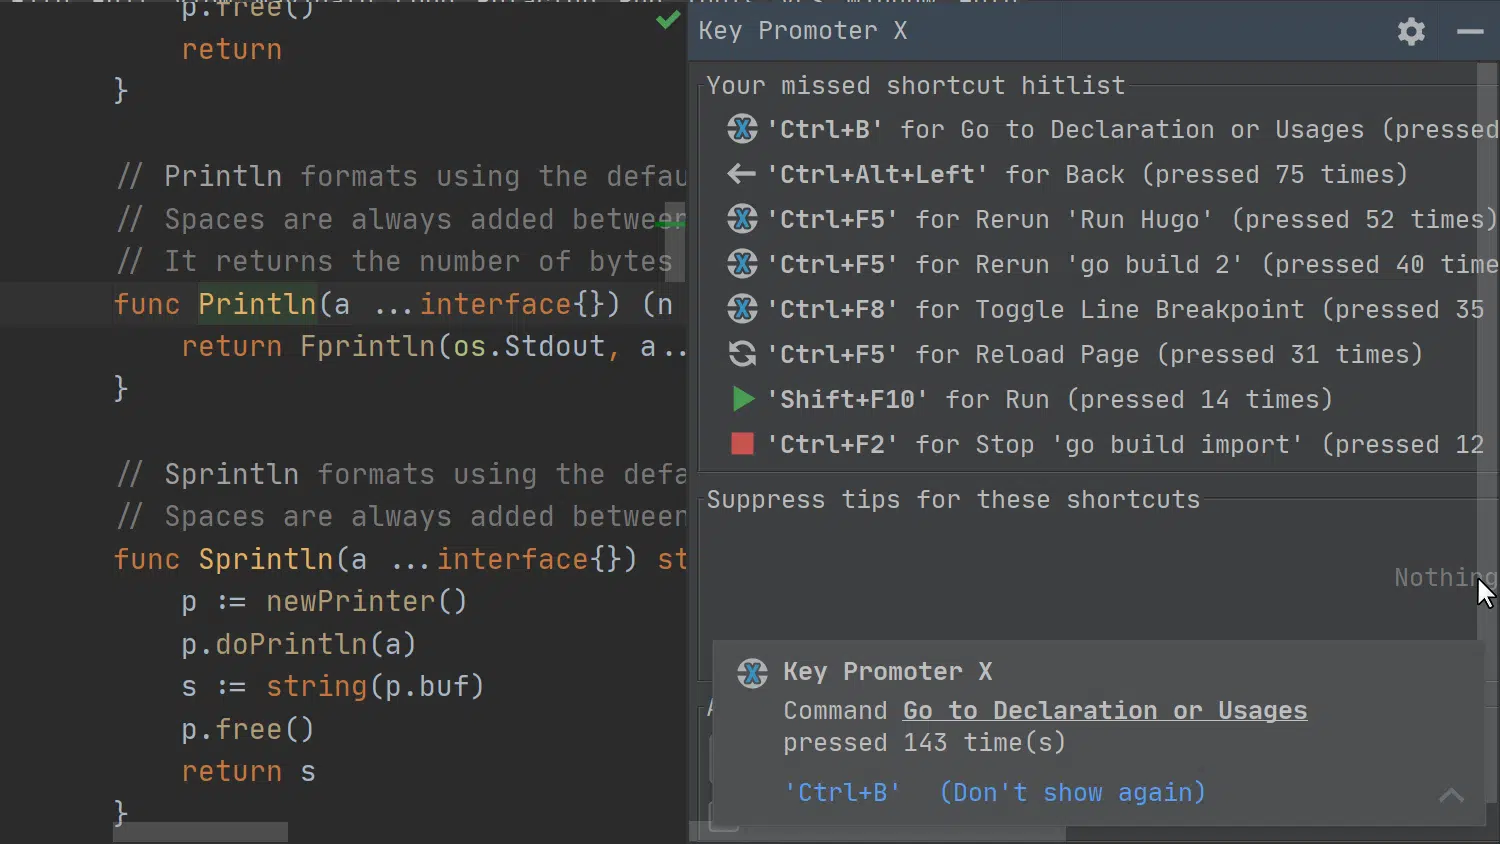 p.free()
return
}
// Println formats using the defau
// Spaces are always added between
// It returns the number of bytes
func Println(a ...interface{}) (n
return Fprintln(os.Stdout, a..
}
// Sprintln formats using the defa
// Spaces are always added between
func Sprintln(a ...interface{}) st
p := newPrinter()
p.doPrintln(a)
s := string(p.buf)
p.free()
return s
}
Key Promoter X
Your missed shortcut hitlist
'Ctrl+B' for Go to Declaration or Usages (pressed
'Ctrl+Alt+Left' for Back (pressed 75 times)
'Ctrl+F5' for Rerun 'Run Hugo' (pressed 52 times)
'Ctrl+F5' for Rerun 'go build 2' (pressed 40 time
'Ctrl+F8' for Toggle Line Breakpoint (pressed 35
'Ctrl+F5' for Reload Page (pressed 31 times)
'Shift+F10' for Run (pressed 14 times)
'Ctrl+F2' for Stop 'go build import' (pressed 12
Suppress tips for these shortcuts
Nothing
Key Promoter X
Command Go to Declaration or Usages
pressed 143 time(s)
'Ctrl+B' (Don't show again)